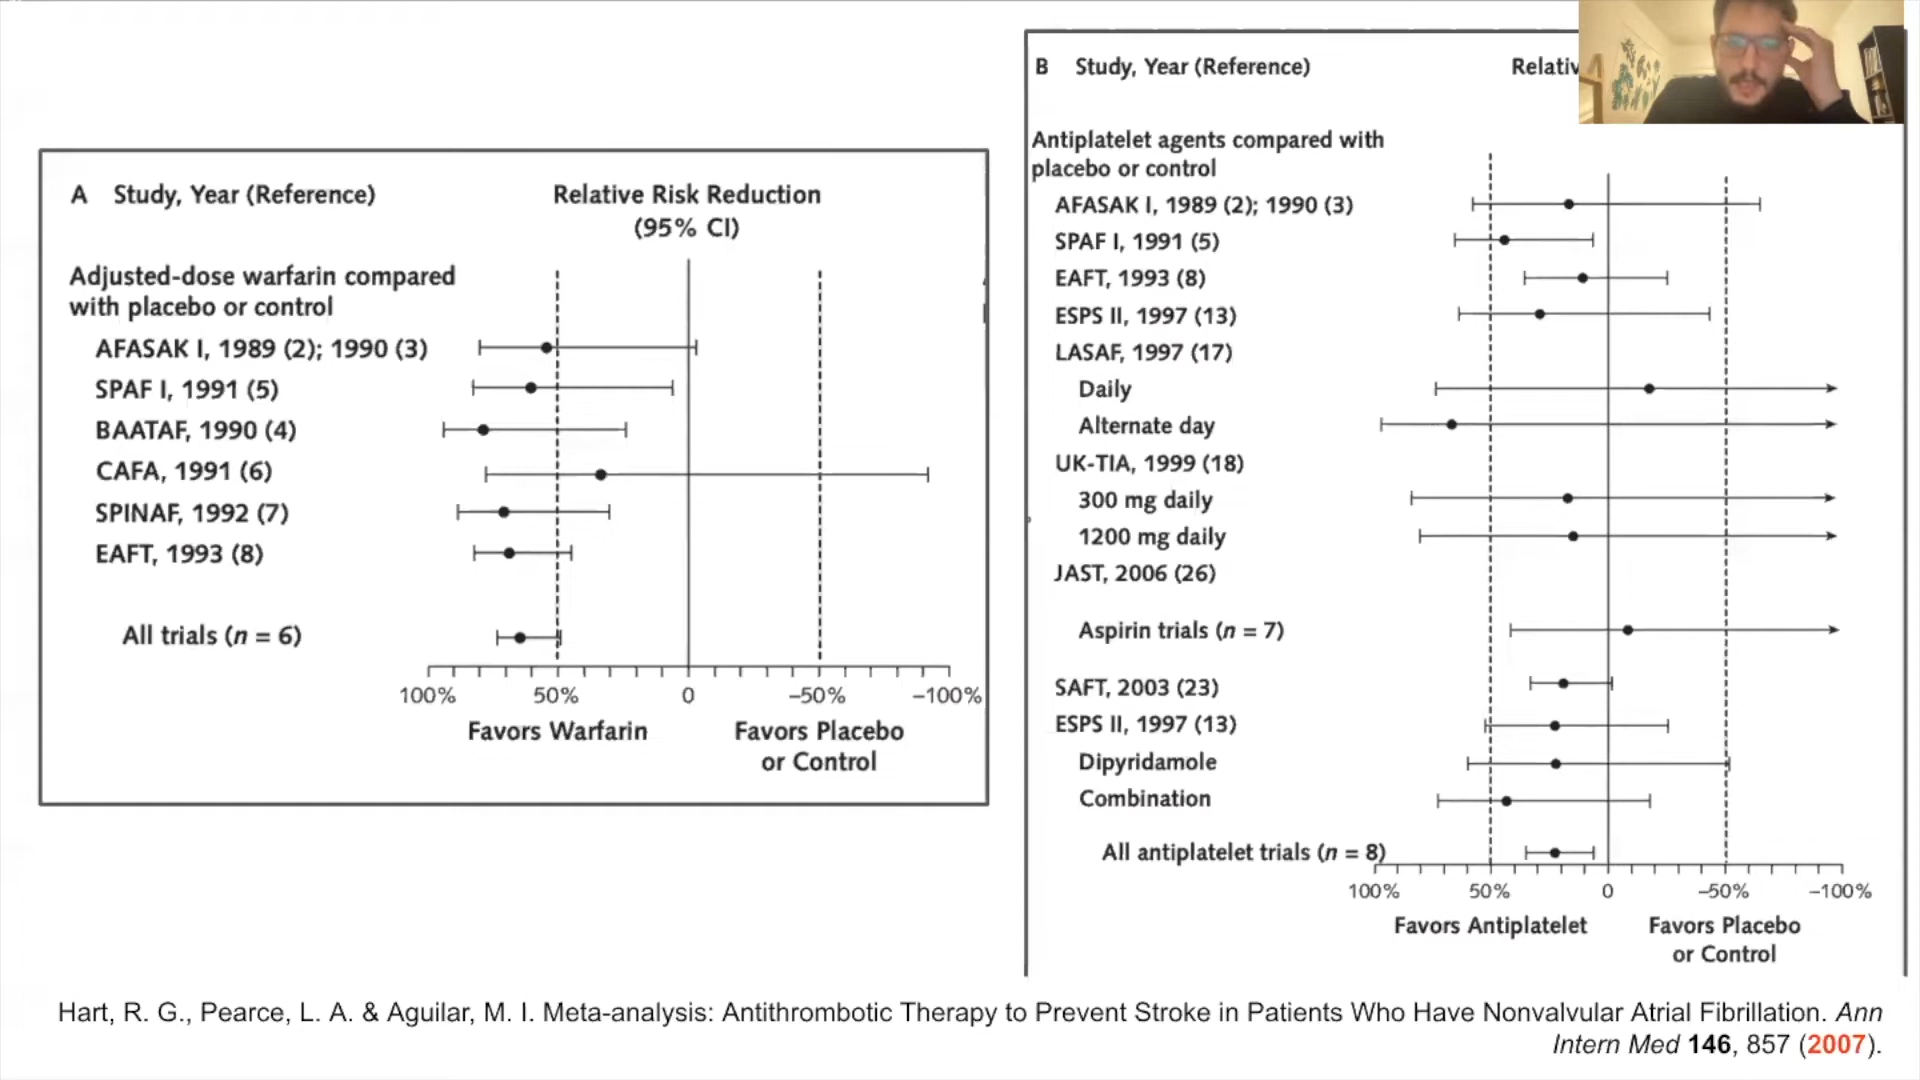 A Study, Year (Reference)
Relative Risk Reduction
(95% CI)
Adjusted-dose warfarin compared
with placebo or control
AFASAK I, 1989 (2); 1990 (3)
SPAF I, 1991 (5)
BAATAF, 1990 (4)
CAFA, 1991 (6)
SPINAF, 1992 (7)
EAFT, 1993 (8)
All trials (n = 6)
100% 50% 0 –50% –100%
Favors Warfarin Favors Placebo
or Control
B Study, Year (Reference)
Relativ
Antiplatelet agents compared with
placebo or control
AFASAK I, 1989 (2); 1990 (3)
SPAF I, 1991 (5)
EAFT, 1993 (8)
ESPS II, 1997 (13)
LASAF, 1997 (17)
Daily
Alternate day
UK-TIA, 1999 (18)
300 mg daily
1200 mg daily
JAST, 2006 (26)
Aspirin trials (n = 7)
SAFT, 2003 (23)
ESPS II, 1997 (13)
Dipyridamole
Combination
All antiplatelet trials (n = 8)
100% 50% 0 –50% –100%
Favors Antiplatelet Favors Placebo
or Control
Hart, R. G., Pearce, L. A. & Aguilar, M. I. Meta-analysis: Antithrombotic Therapy to Prevent Stroke in Patients Who Have Nonvalvular Atrial Fibrillation. Ann
Intern Med 146, 857 (2007).